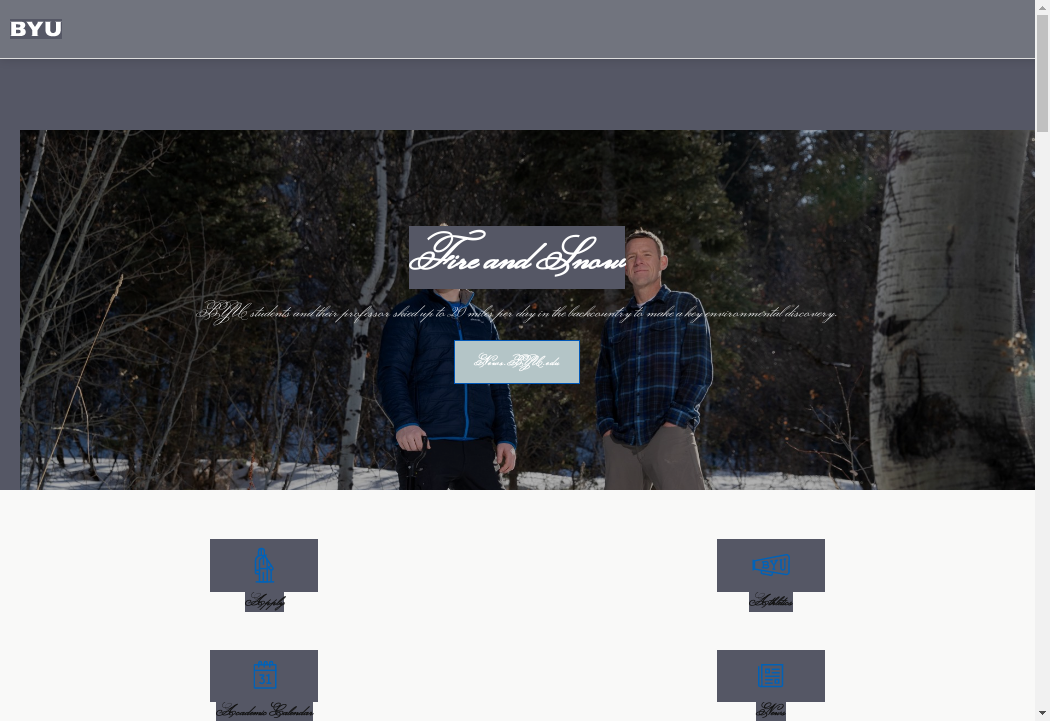 BYU
Fire and Snow
BYU students and their professor skied up to 20 miles per day in the backcountry to make a key environmental discovery.
News.BYU.edu
Apply
Athletics
BYU
Academic Calendar
31
News